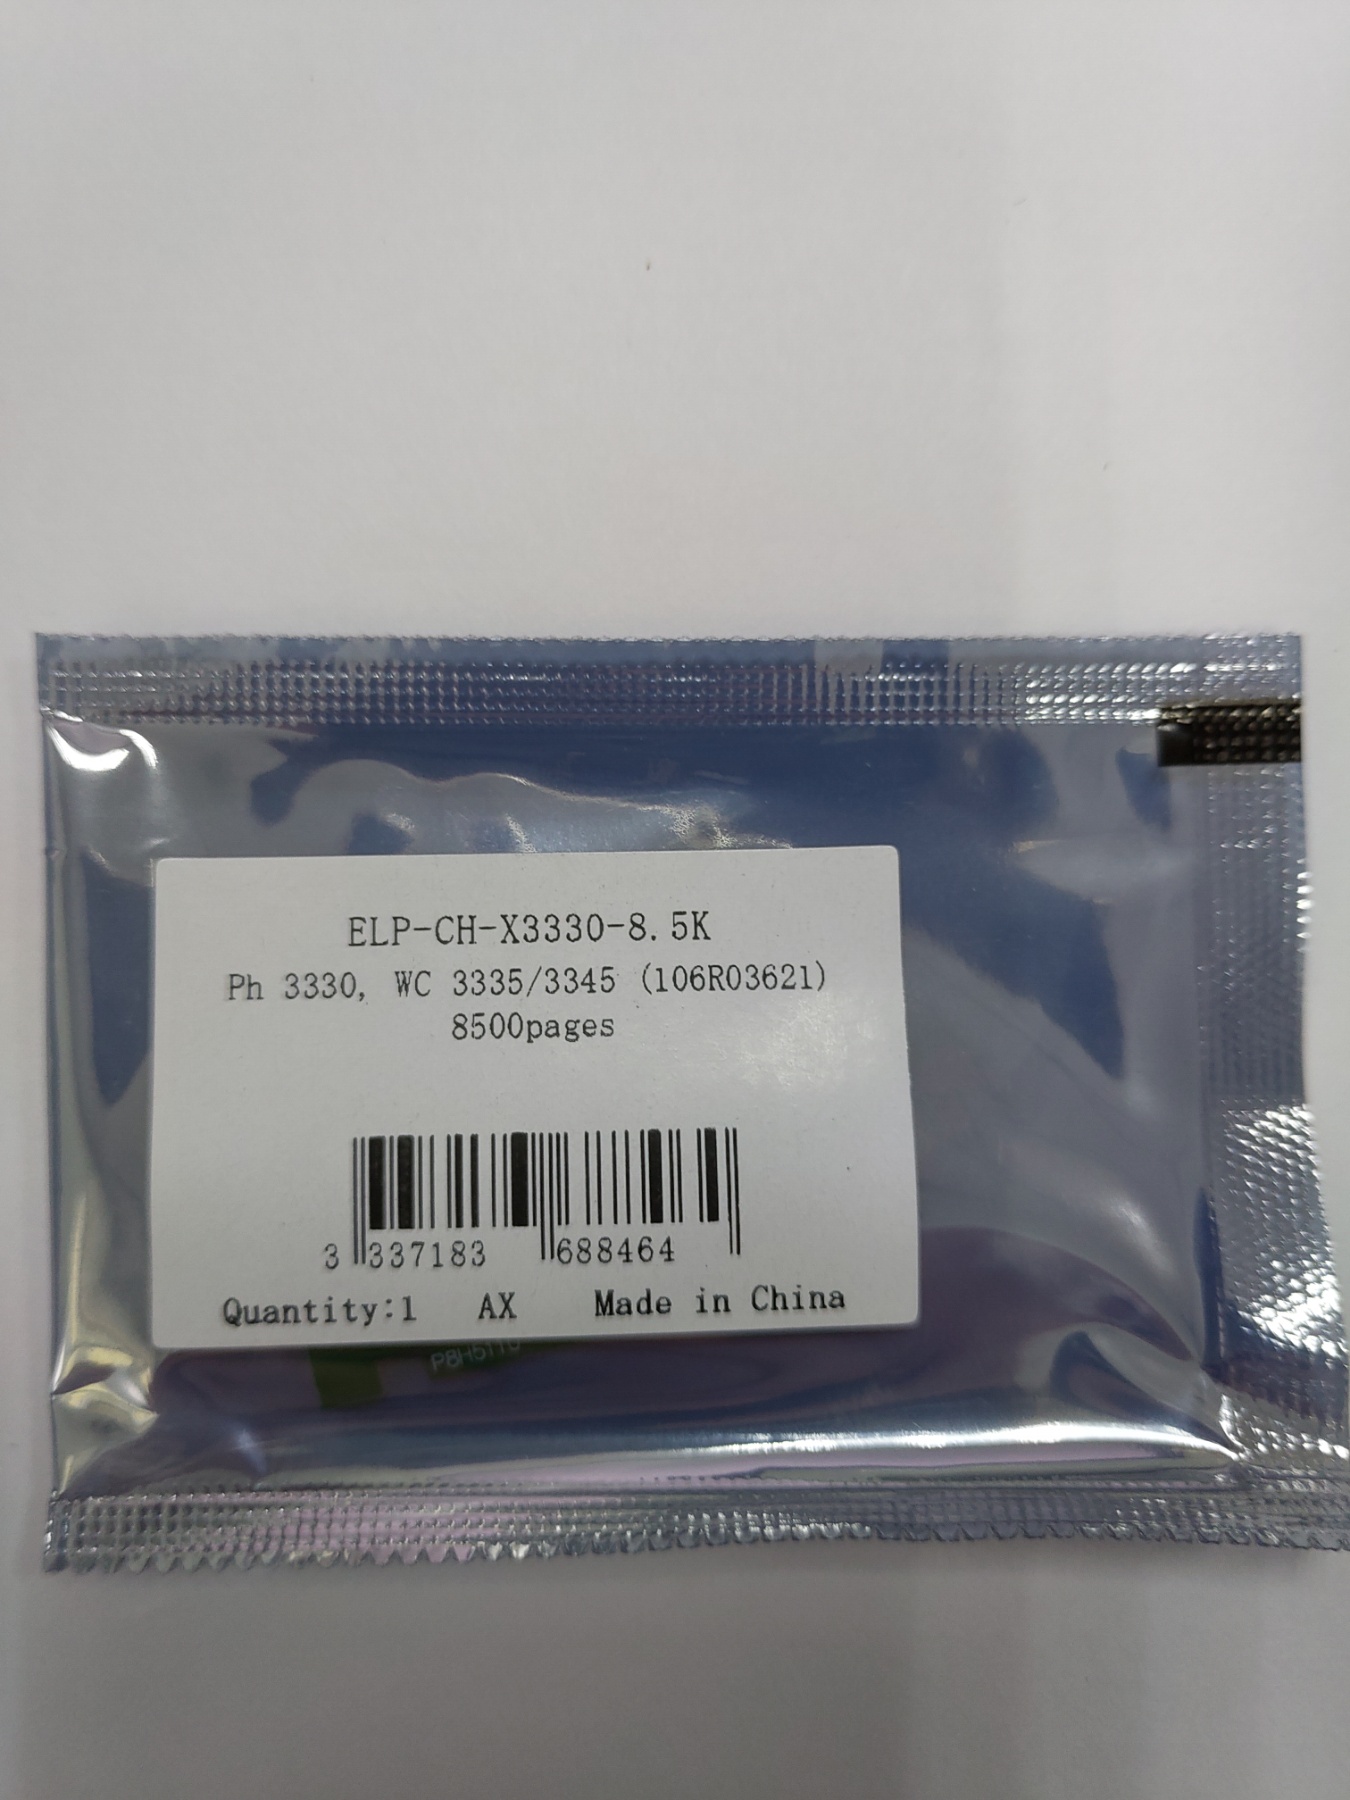 ELP-CH-X3330-8.5K
Ph 3330, WC 3335/3345 (106R03621)
8500pages
3 337183 688464
Quantity:1 AX Made in China